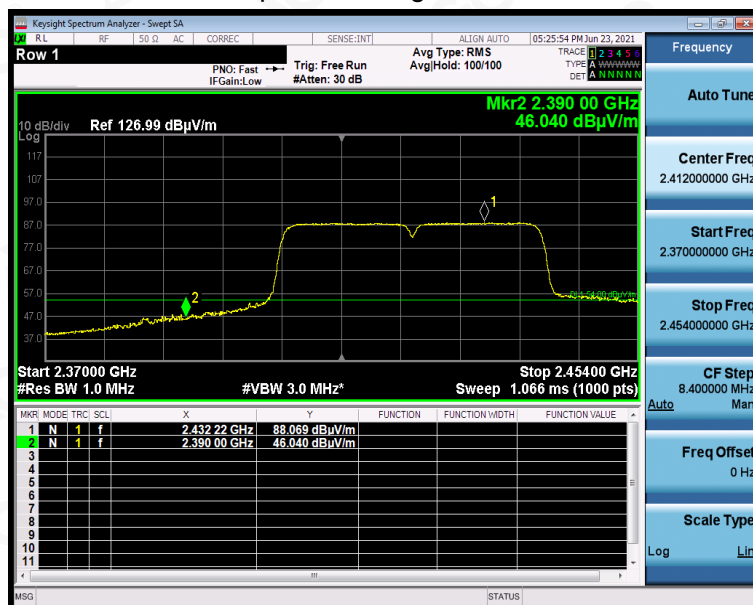 Keysight Spectrum Analyzer - Swept SA
RL RF 50 Ω AC CORREC SENSE:INT ALIGN AUTO 05:25:54 PM Jun 23, 2021
Row 1
PNO: Fast
IFGain:Low
Trig: Free Run
#Atten: 30 dB
Avg Type: RMS
Avg|Hold: 100/100
TRACE 1 2 3 4 5 6
TYPE A WWWWW
DET A N N N N N
Mkr2 2.390 00 GHz
46.040 dBµV/m
10 dB/div Ref 126.99 dBµV/m
Log
117
107
97.0
87.0
77.0
67.0
57.0
47.0
37.0
1
2
DL1 54.00 dBµV/m
Start 2.37000 GHz Stop 2.45400 GHz
#Res BW 1.0 MHz #VBW 3.0 MHz* Sweep 1.066 ms (1000 pts)
MKR MODE TRC SCL X Y FUNCTION FUNCTION WIDTH FUNCTION VALUE
1 N 1 f 2.432 22 GHz 88.069 dBµV/m
2 N 1 f 2.390 00 GHz 46.040 dBµV/m
3
4
5
6
7
8
9
10
11
MSG STATUS
Frequency
Auto Tune
Center Freq
2.412000000 GHz
Start Freq
2.370000000 GHz
Stop Freq
2.454000000 GHz
CF Step
8.400000 MHz
Auto Man
Freq Offset
0 Hz
Scale Type
Log Lin